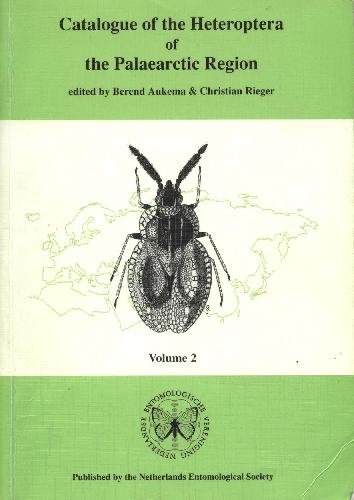 Catalogue of the Heteroptera
of
the Palaearctic Region
edited by Berend Aukema & Christian Rieger
Volume 2
NEDERLANDSE ENTOMOLOGISCHE VERENIGING
Published by the Netherlands Entomological Society